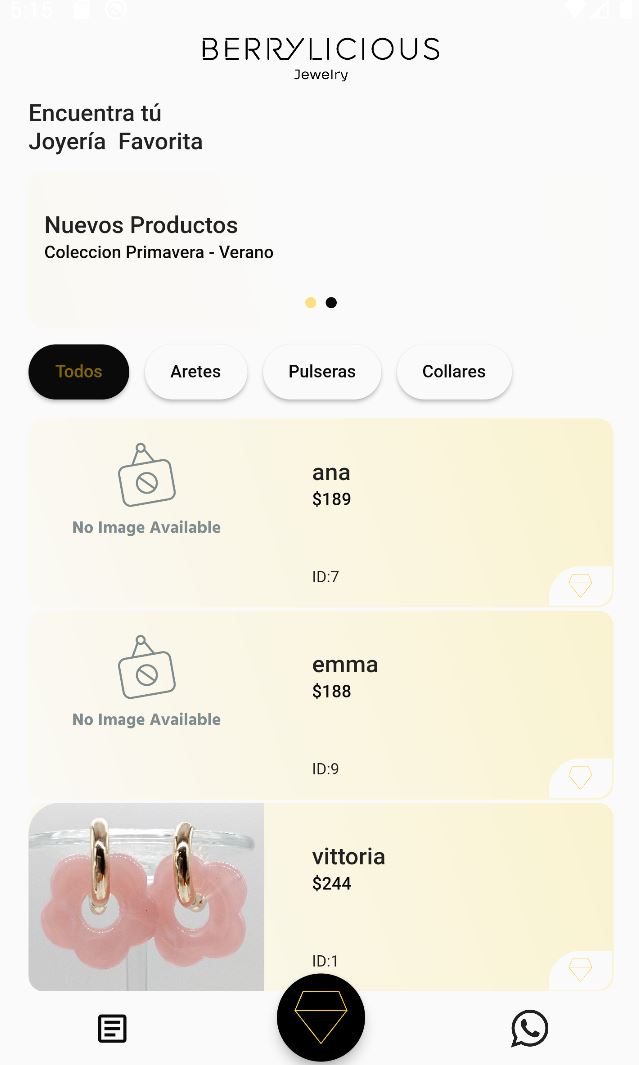 5:15
BERRYLICIOUS
Jewelry
Encuentra tú
Joyería  Favorita
Nuevos Productos
Coleccion Primavera - Verano
Todos
Aretes
Pulseras
Collares
No Image Available
ana
$189
ID:7
No Image Available
emma
$188
ID:9
vittoria
$244
ID:1